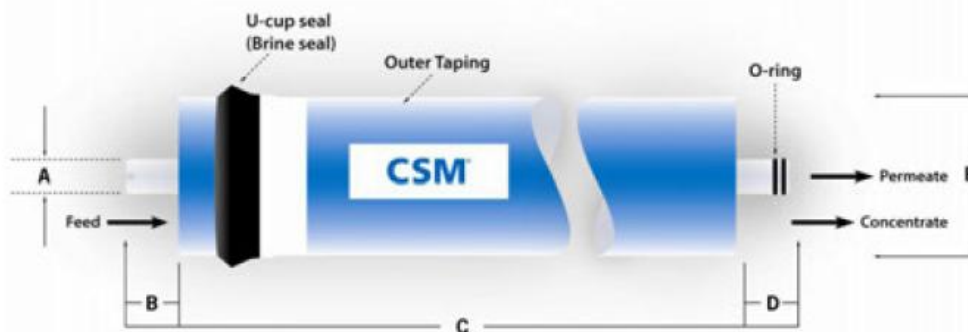 U-cup seal
(Brine seal)
Outer Taping
O-ring
CSM
A
Permeate
Feed
Concentrate
B
C
D